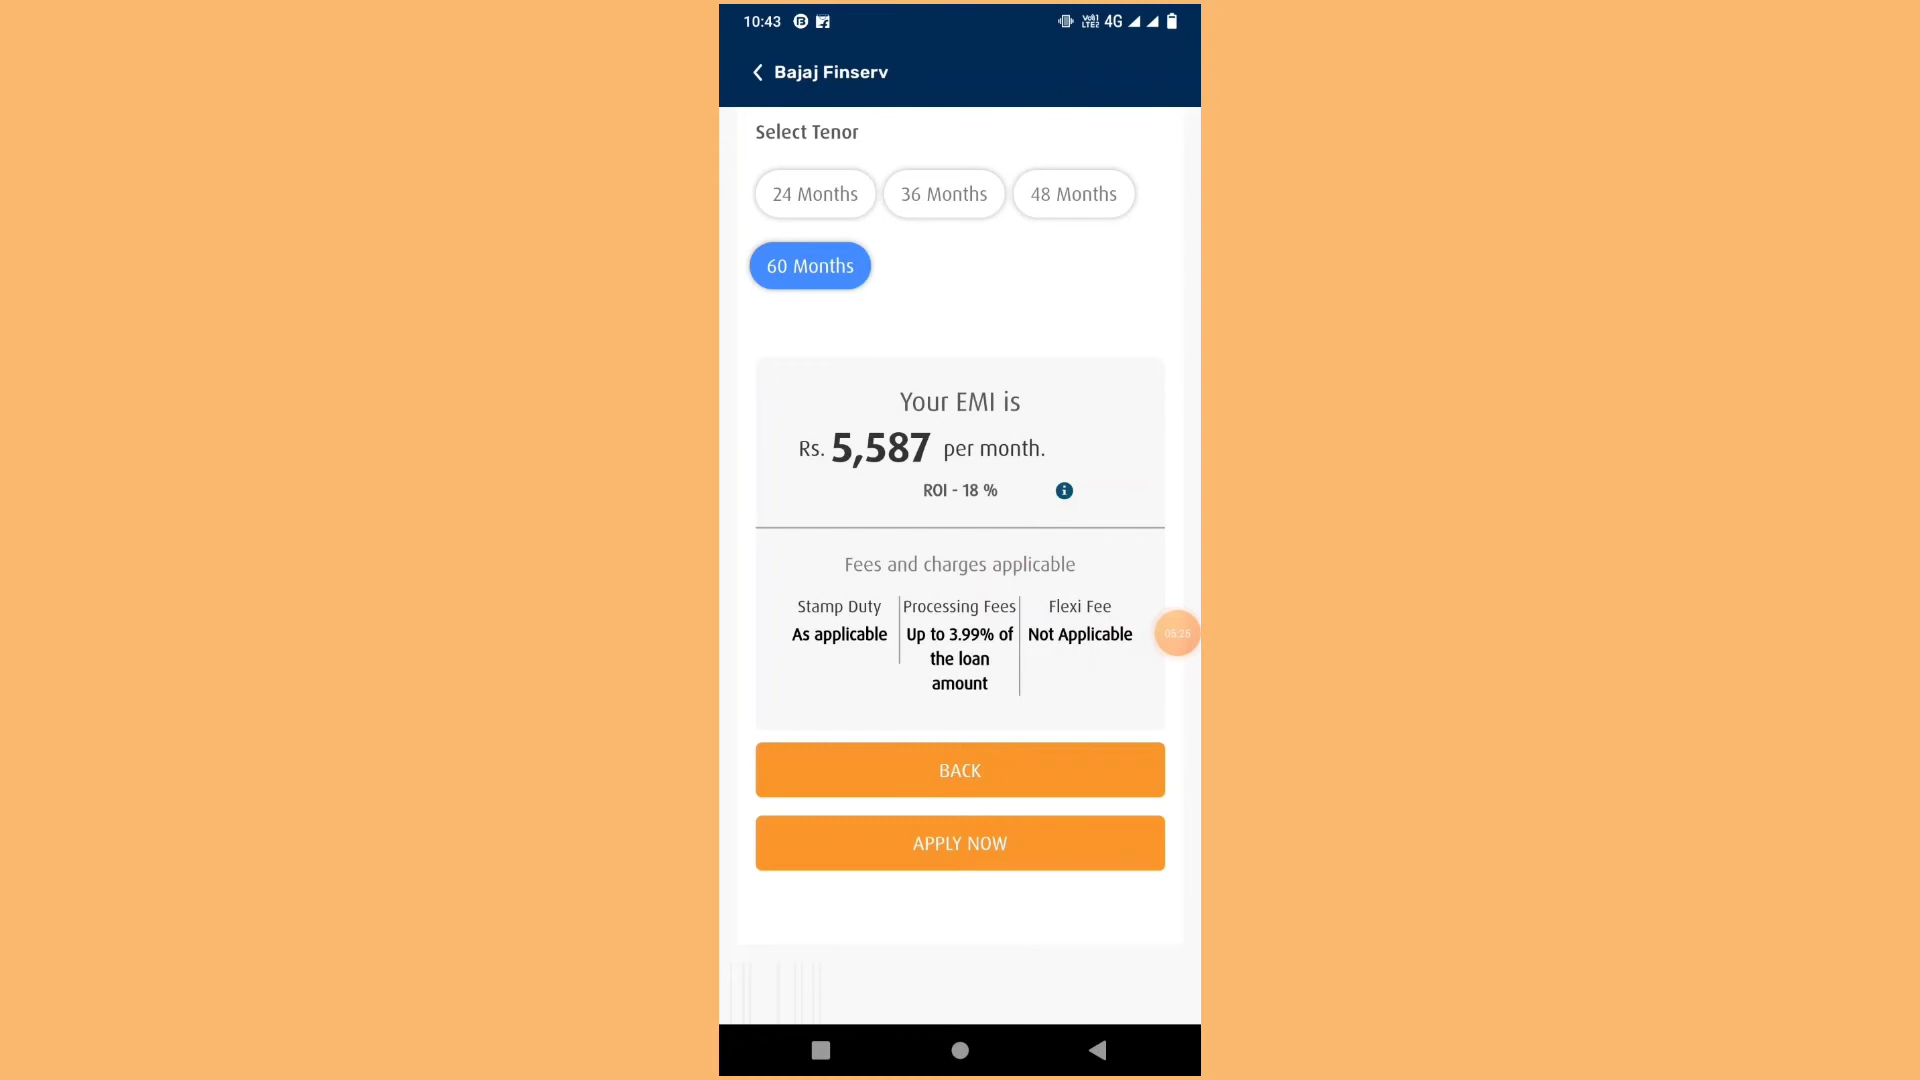 10:43
4G
Bajaj Finserv
Select Tenor
24 Months 36 Months 48 Months
60 Months
Your EMI is
Rs. 5,587 per month.
ROI - 18 %
Fees and charges applicable
Stamp Duty
As applicable
Processing Fees
Up to 3.99% of
the loan
amount
Flexi Fee
Not Applicable
BACK
APPLY NOW